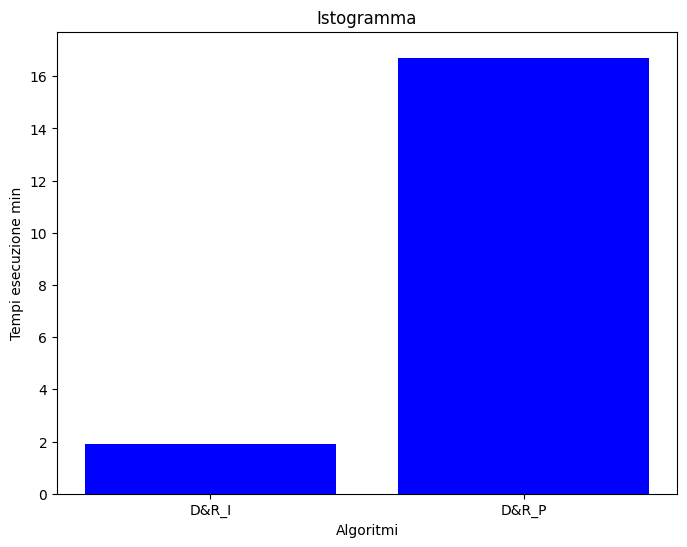 Istogramma
Tempi esecuzione min
16
14
12
10
8
6
4
2
0
D&R_I
D&R_P
Algoritmi